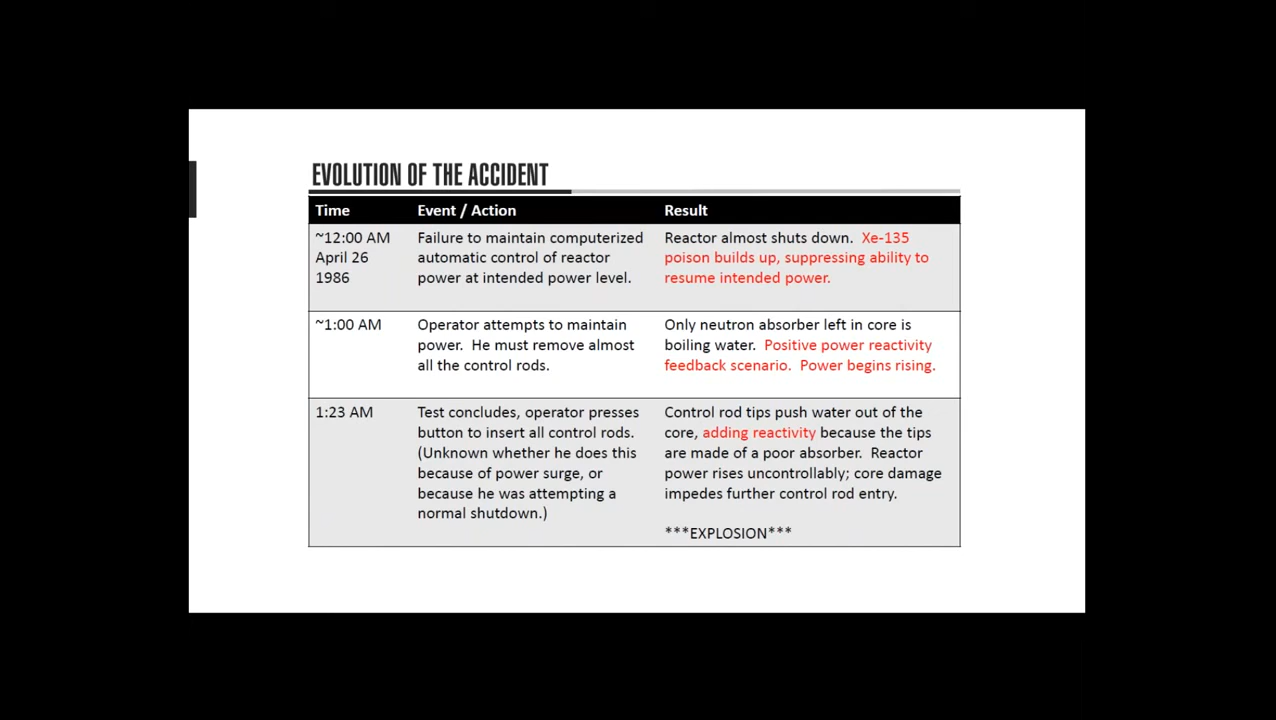 EVOLUTION OF THE ACCIDENT
Time Event / Action Result
~12:00 AM
April 26
1986
Failure to maintain computerized
automatic control of reactor
power at intended power level.
Reactor almost shuts down. Xe-135
poison builds up, suppressing ability to
resume intended power.
~1:00 AM
Operator attempts to maintain
power. He must remove almost
all the control rods.
Only neutron absorber left in core is
boiling water. Positive power reactivity
feedback scenario. Power begins rising.
1:23 AM
Test concludes, operator presses
button to insert all control rods.
(Unknown whether he does this
because of power surge, or
because he was attempting a
normal shutdown.)
Control rod tips push water out of the
core, adding reactivity because the tips
are made of a poor absorber. Reactor
power rises uncontrollably; core damage
impedes further control rod entry.
***EXPLOSION***